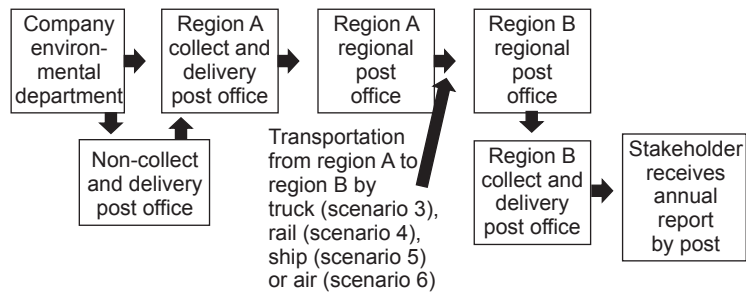 Company
environ-
mental
department
Region A
collect and
delivery
post office
Region A
regional
post
office
Region B
regional
post
office
Non-collect
and delivery
post office
Transportation
from region A to
region B by
truck (scenario 3),
rail (scenario 4),
ship (scenario 5)
or air (scenario 6)
Region B
collect and
delivery
post office
Stakeholder
receives
annual
report
by post